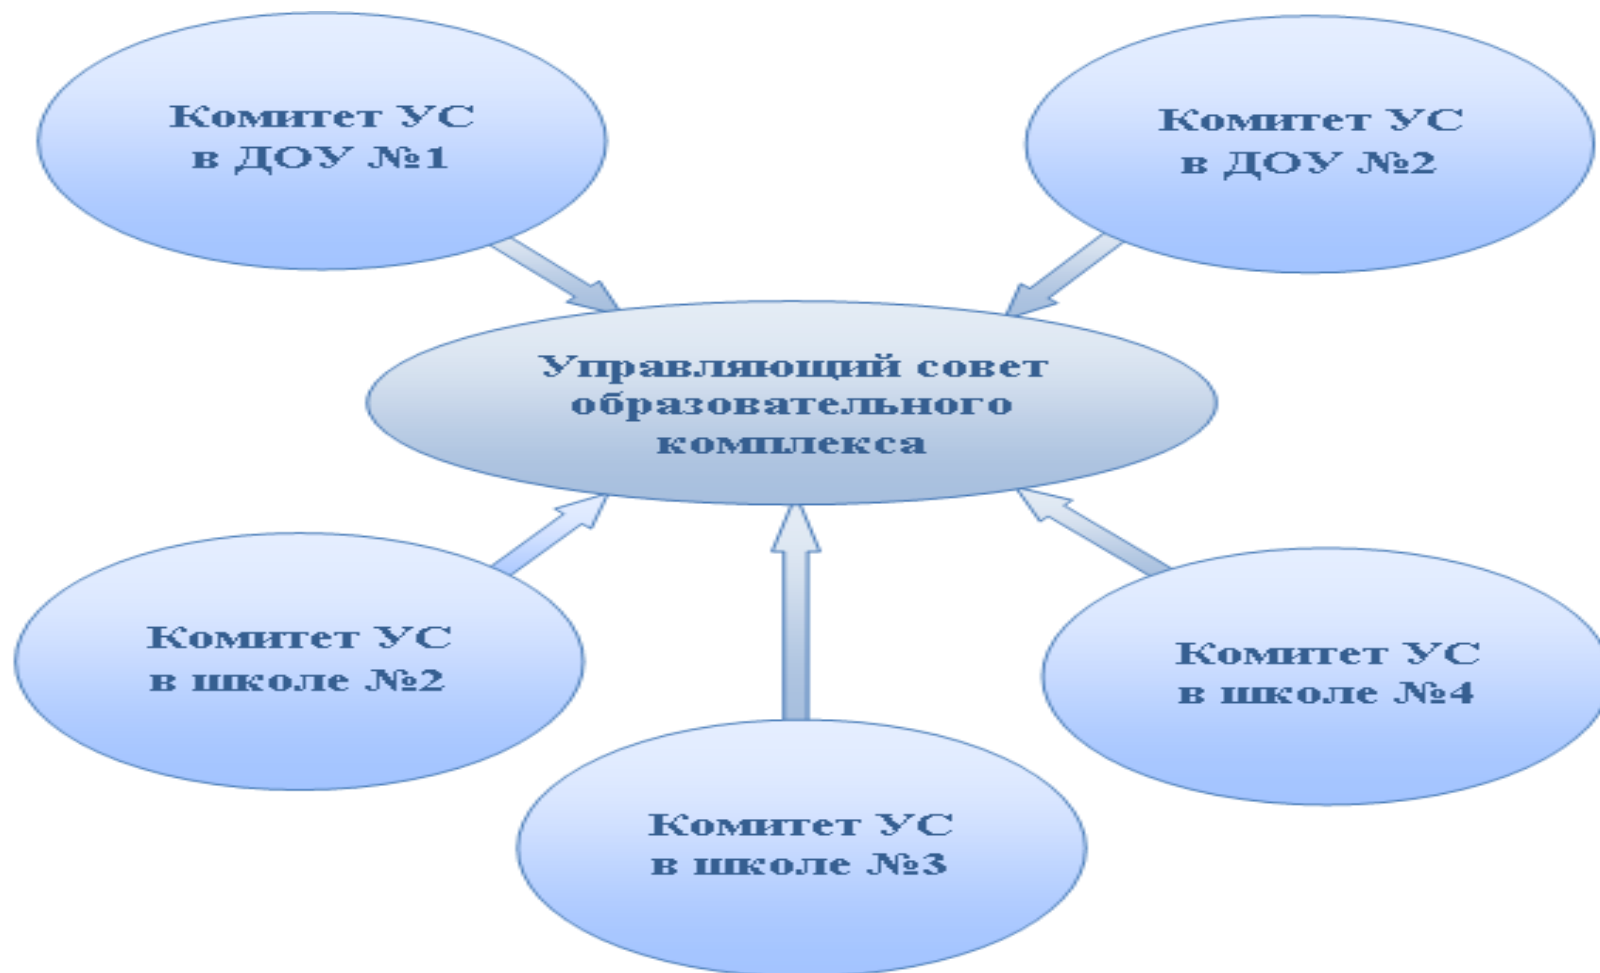 Комитет УС
в ДОУ №1
Комитет УС
в ДОУ №2
Управляющий совет
образовательного
комплекса
Комитет УС
в школе №2
Комитет УС
в школе №4
Комитет УС
в школе №3